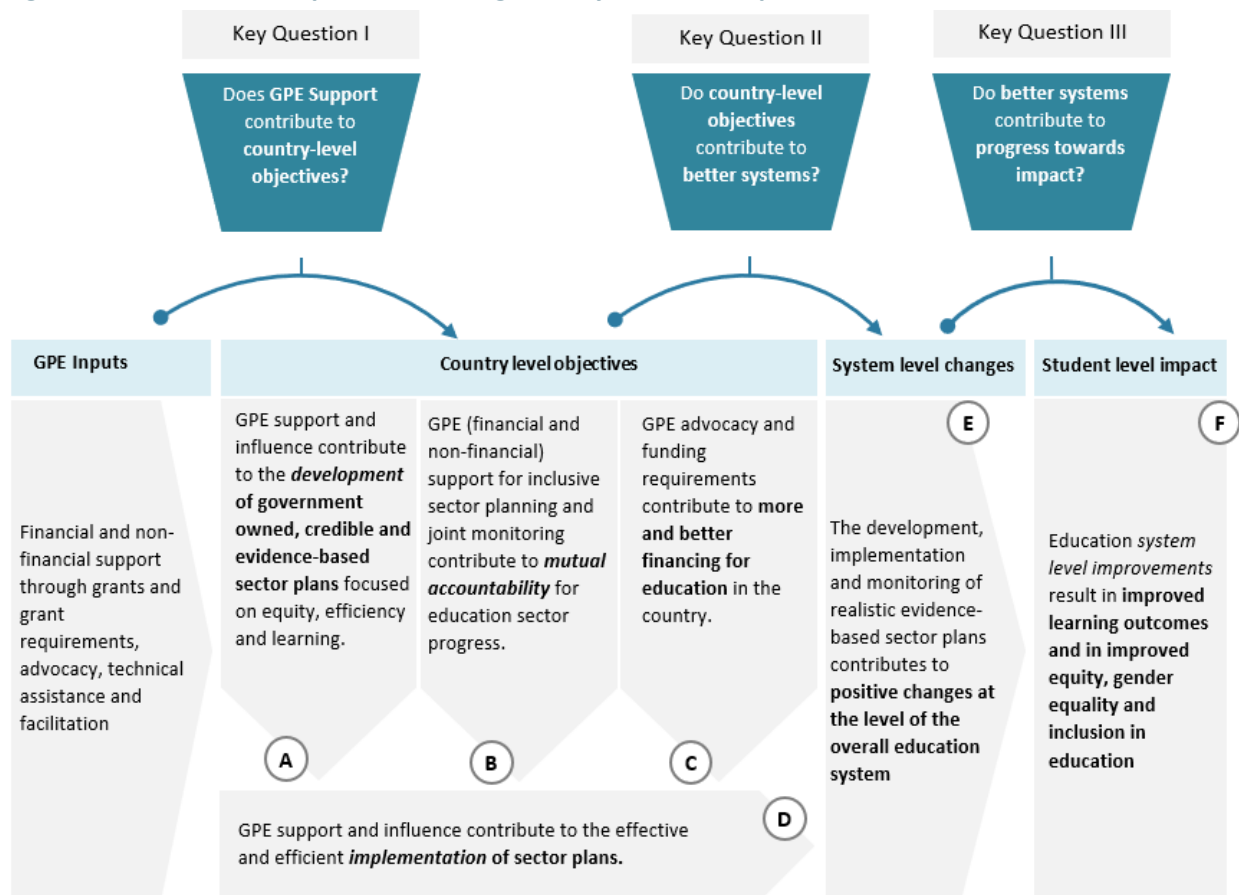 Key Question I
Does GPE Support
contribute to
country-level
objectives?
Key Question II
Do country-level
objectives
contribute to
better systems?
Key Question III
Do better systems
contribute to
progress towards
impact?
GPE Inputs
Country level objectives
System level changes
Student level impact
Financial and non-
financial support
through grants and
grant
requirements,
advocacy, technical
assistance and
facilitation
GPE support and
influence contribute
to the development
of government
owned, credible and
evidence-based
sector plans focused
on equity, efficiency
and learning.
A
GPE (financial and
non-financial)
support for inclusive
sector planning and
joint monitoring
contribute to mutual
accountability for
education sector
progress.
B
GPE advocacy and
funding
requirements
contribute to more
and better
financing for
education in the
country.
C
GPE support and influence contribute to the effective
and efficient implementation of sector plans.
D
E
The development,
implementation
and monitoring of
realistic evidence-
based sector plans
contributes to
positive changes at
the level of the
overall education
system
F
Education system
level improvements
result in improved
learning outcomes
and in improved
equity, gender
equality and
inclusion in
education